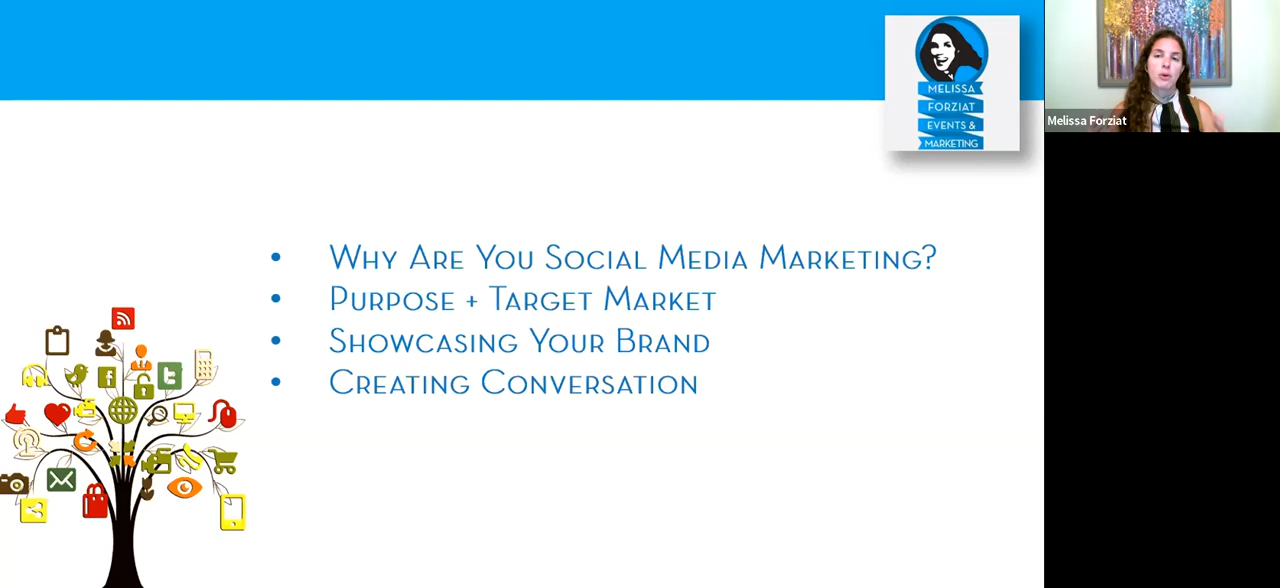 MELISSA
FORZIAT
EVENTS &
MARKETING
Melissa Forziat
• WHY ARE YOU SOCIAL MEDIA MARKETING?
• PURPOSE + TARGET MARKET
• SHOWCASING YOUR BRAND
• CREATING CONVERSATION